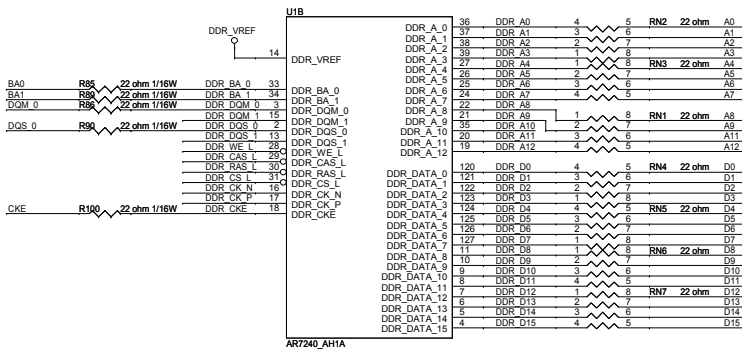 U1B
DDR_VREF
14 DDR_VREF
BA0 R85 22 ohm 1/16W DDR_BA_0 33 DDR_BA_0
BA1 R89 22 ohm 1/16W DDR_BA_1 34 DDR_BA_1
DQM_0 R86 22 ohm 1/16W DDR_DQM_0 3 DDR_DQM_0
DDR_DQM_1 15 DDR_DQM_1
DQS_0 R90 22 ohm 1/16W DDR_DQS_0 2 DDR_DQS_0
DDR_DQS_1 13 DDR_DQS_1
DDR_WE_L 28 DDR_WE_L
DDR_CAS_L 29 DDR_CAS_L
DDR_RAS_L 30 DDR_RAS_L
DDR_CS_L 31 DDR_CS_L
DDR_CK_N 16 DDR_CK_N
DDR_CK_P 17 DDR_CK_P
CKE R100 22 ohm 1/16W DDR_CKE 18 DDR_CKE
DDR_A_0 36 DDR_A0 4 5 RN2 22 ohm A0
DDR_A_1 37 DDR_A1 3 6 A1
DDR_A_2 38 DDR_A2 2 7 A2
DDR_A_3 39 DDR_A3 1 8 A3
DDR_A_4 27 DDR_A4 1 8 RN3 22 ohm A4
DDR_A_5 26 DDR_A5 2 7 A5
DDR_A_6 25 DDR_A6 3 6 A6
DDR_A_7 24 DDR_A7 4 5 A7
DDR_A_8 22 DDR_A8
DDR_A_9 21 DDR_A9 1 8 RN1 22 ohm A8
DDR_A_10 35 DDR_A10 2 7 A9
DDR_A_11 20 DDR_A11 3 6 A11
DDR_A_12 19 DDR_A12 4 5 A12
DDR_DATA_0 120 DDR_D0 4 5 RN4 22 ohm D0
DDR_DATA_1 121 DDR_D1 3 6 D1
DDR_DATA_2 122 DDR_D2 2 7 D2
DDR_DATA_3 123 DDR_D3 1 8 D3
DDR_DATA_4 124 DDR_D4 4 5 RN5 22 ohm D4
DDR_DATA_5 125 DDR_D5 3 6 D5
DDR_DATA_6 126 DDR_D6 2 7 D6
DDR_DATA_7 127 DDR_D7 1 8 D7
DDR_DATA_8 11 DDR_D8 1 8 RN6 22 ohm D8
DDR_DATA_9 10 DDR_D9 2 7 D9
DDR_DATA_10 9 DDR_D10 3 6 D10
DDR_DATA_11 8 DDR_D11 4 5 D11
DDR_DATA_12 7 DDR_D12 1 8 RN7 22 ohm D12
DDR_DATA_13 6 DDR_D13 2 7 D13
DDR_DATA_14 5 DDR_D14 3 6 D14
DDR_DATA_15 4 DDR_D15 4 5 D15
AR7240_AH1A